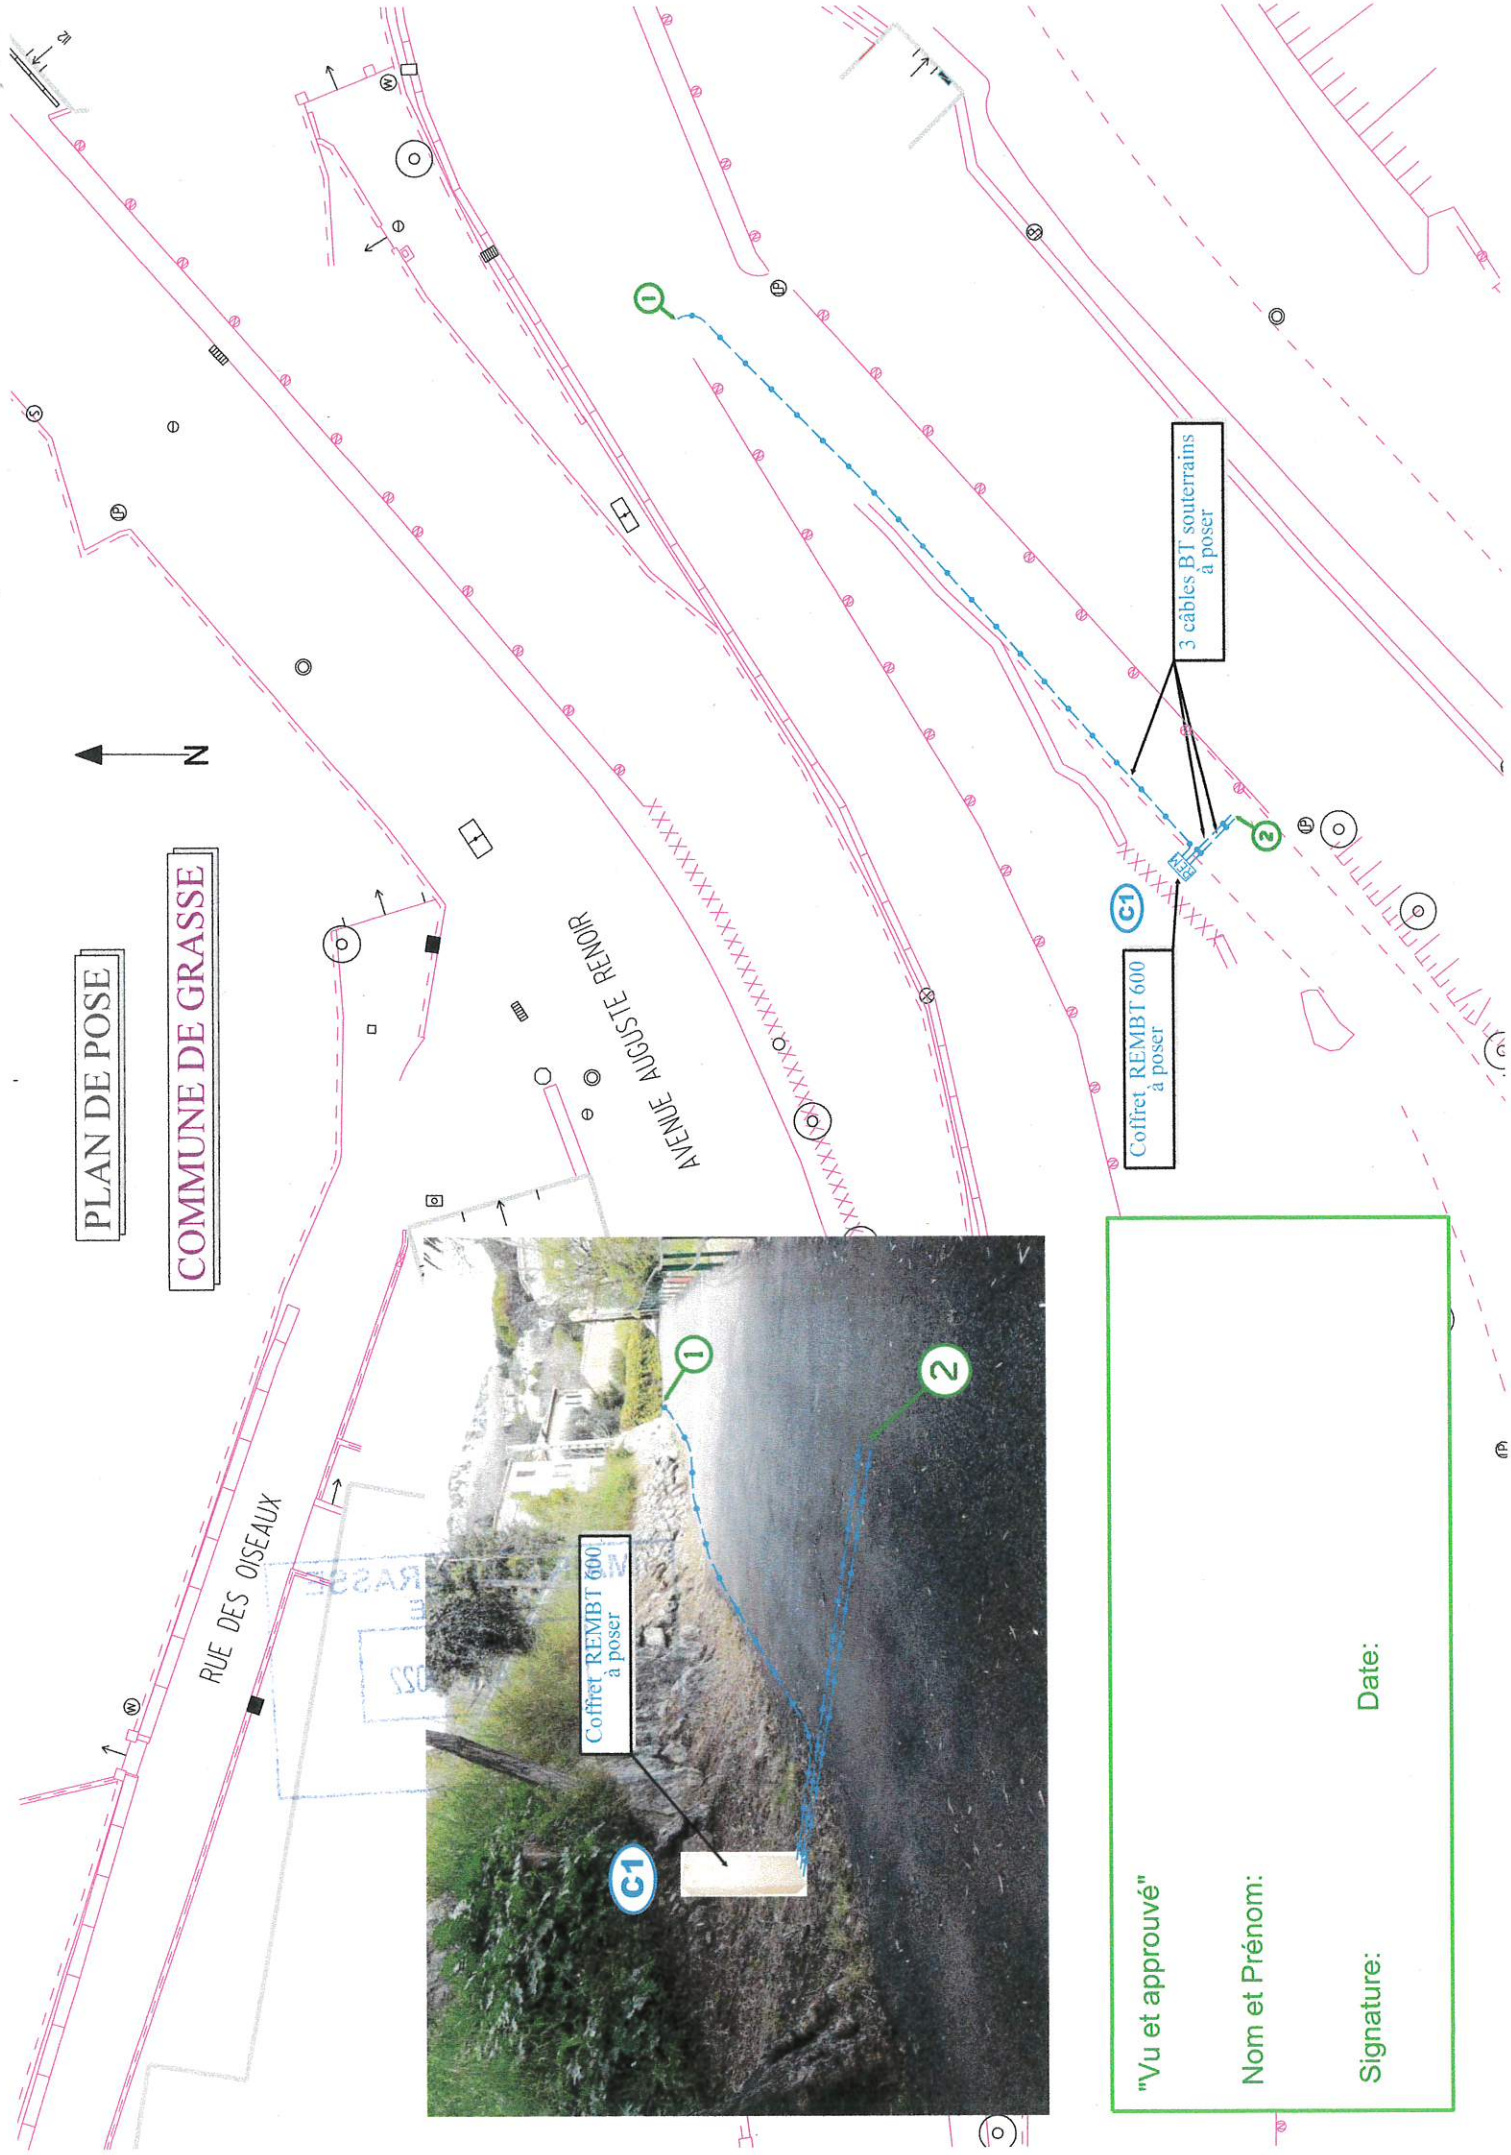 PLAN DE POSE
COMMUNE DE GRASSE
N
RUE DES OISEAUX
AVENUE AUGUSTE RENOIR
1
2
3 câbles BT souterrains
à poser
REM
C1
Coffret REMBT 600
à poser
C1
Coffret REMBT 600
à poser
1
2
"Vu et approuvé"
Nom et Prénom:
Signature:
Date: